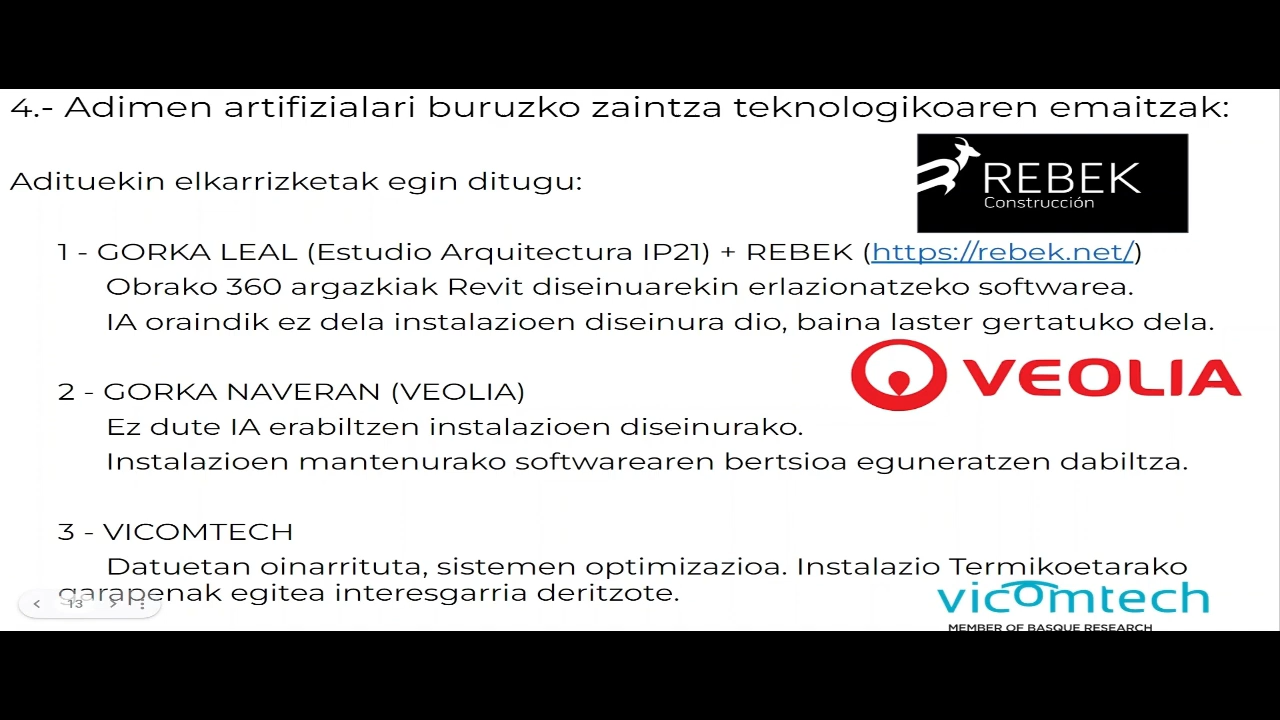 4.- Adimen artifizialari buruzko zaintza teknologikoaren emaitzak:
REBEK
Construcción
Adituekin elkarrizketak egin ditugu:
1 - GORKA LEAL (Estudio Arquitectura IP21) + REBEK (https://rebek.net/)
Obrako 360 argazkiak Revit diseinuarekin erlazionatzeko softwarea.
IA oraindik ez dela instalazioen diseinura dio, baina laster gertatuko dela.
VEOLIA
2 - GORKA NAVERAN (VEOLIA)
Ez dute IA erabiltzen instalazioen diseinurako.
Instalazioen mantenurako softwarearen bertsioa eguneratzen dabiltza.
3 - VICOMTECH
Datuetan oinarrituta, sistemen optimizazioa. Instalazio Termikoetarako
garapenak egitea interesgarria deritzote.
13
vicomtech
MEMBER OF BASQUE RESEARCH